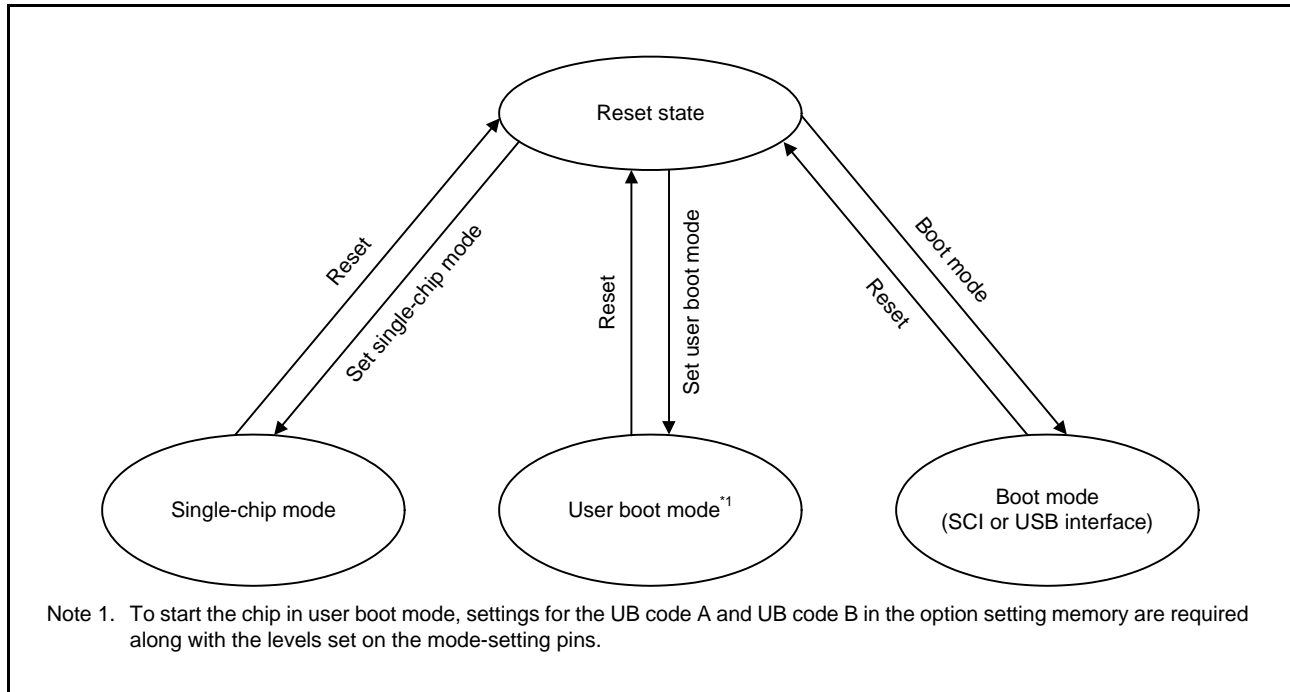 Reset state
Reset
Set single-chip mode
Reset
Set user boot mode
Boot mode
Reset
Single-chip mode
User boot mode*1
Boot mode
(SCI or USB interface)
Note 1. To start the chip in user boot mode, settings for the UB code A and UB code B in the option setting memory are required
along with the levels set on the mode-setting pins.